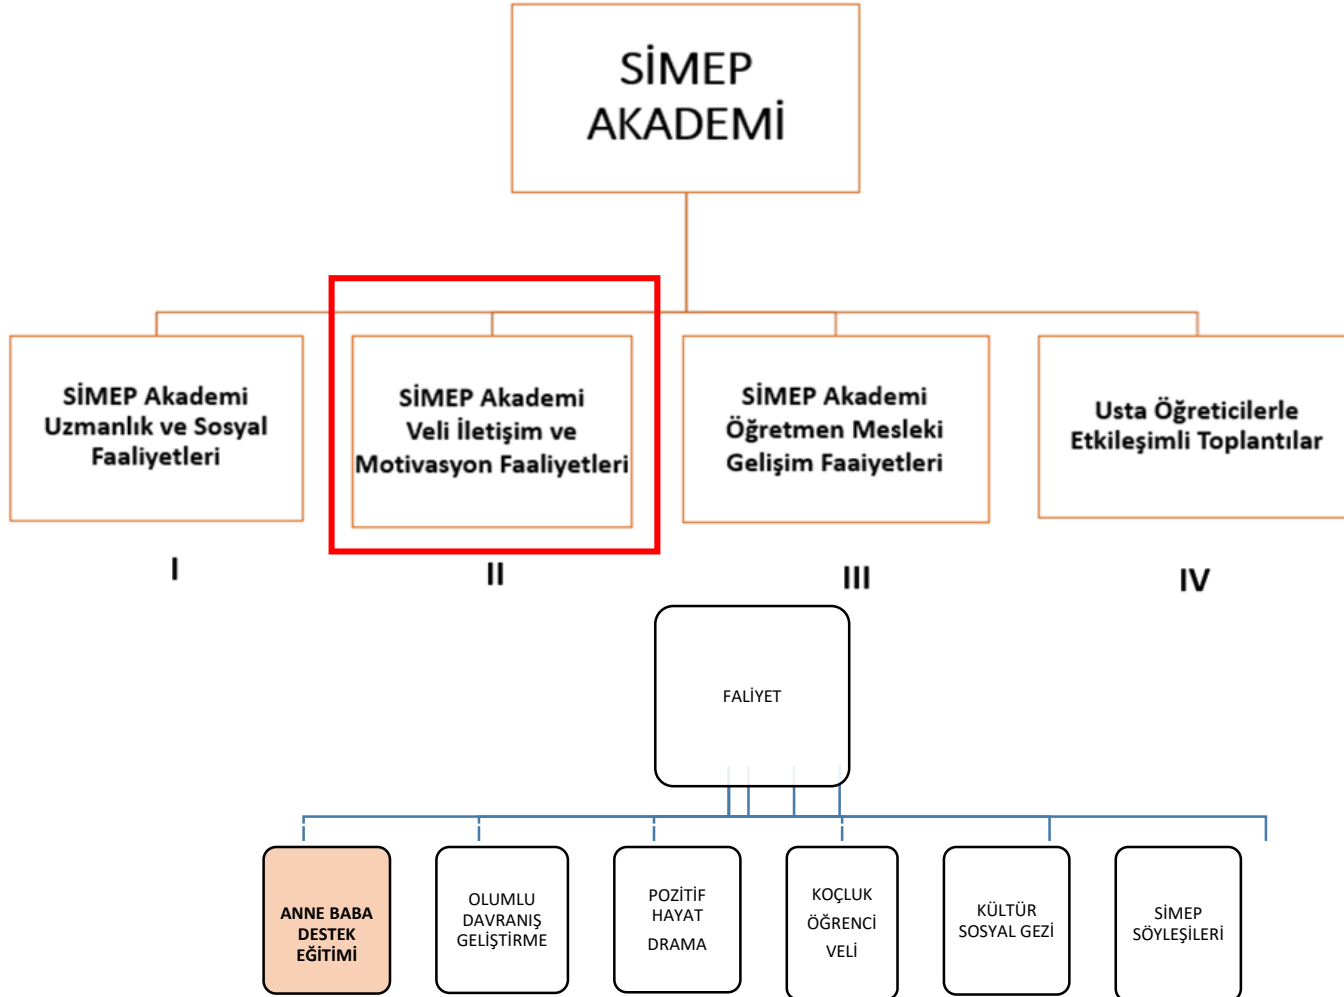 SİMEP
AKADEMİ
SİMEP Akademi
Uzmanlık ve Sosyal
Faaliyetleri
SİMEP Akademi
Veli İletişim ve
Motivasyon Faaliyetleri
SİMEP Akademi
Öğretmen Mesleki
Gelişim Faaiyetleri
Usta Öğreticilerle
Etkileşimli Toplantılar
I
II
III
IV
FALİYET
ANNE BABA
DESTEK
EĞİTİMİ
OLUMLU
DAVRANIŞ
GELİŞTİRME
POZİTİF
HAYAT
DRAMA
KOÇLUK
ÖĞRENCİ
VELİ
KÜLTÜR
SOSYAL GEZİ
SİMEP
SÖYLEŞİLERİ